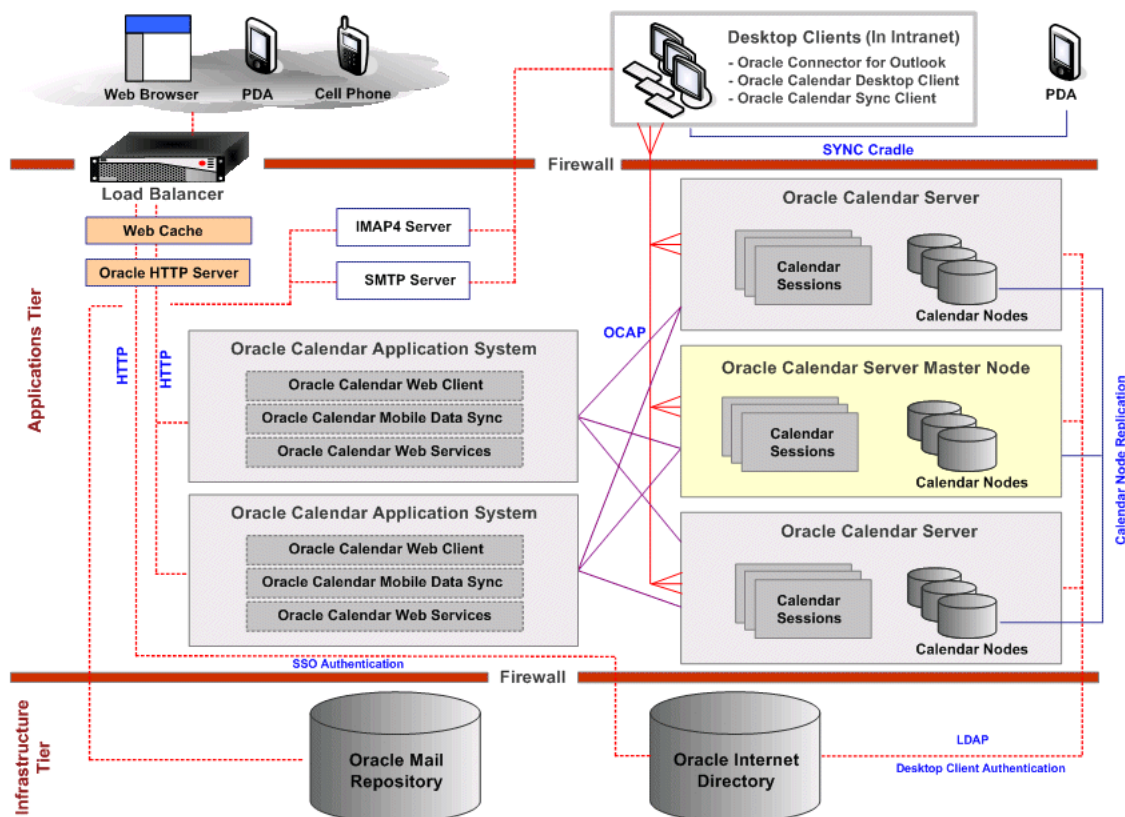 Web Browser
PDA
Cell Phone
Desktop Clients (In Intranet)
- Oracle Connector for Outlook
- Oracle Calendar Desktop Client
- Oracle Calendar Sync Client
PDA
SYNC Cradle
Firewall
Load Balancer
Web Cache
Oracle HTTP Server
IMAP4 Server
SMTP Server
Applications Tier
HTTP
HTTP
OCAP
Oracle Calendar Server
Calendar
Sessions
Calendar Nodes
Oracle Calendar Application System
Oracle Calendar Web Client
Oracle Calendar Mobile Data Sync
Oracle Calendar Web Services
Oracle Calendar Server Master Node
Calendar
Sessions
Calendar Nodes
Calendar Node Replication
Oracle Calendar Application System
Oracle Calendar Web Client
Oracle Calendar Mobile Data Sync
Oracle Calendar Web Services
Oracle Calendar Server
Calendar
Sessions
Calendar Nodes
SSO Authentication
Firewall
Infrastructure
Tier
Oracle Mail
Repository
Oracle Internet
Directory
LDAP
Desktop Client Authentication